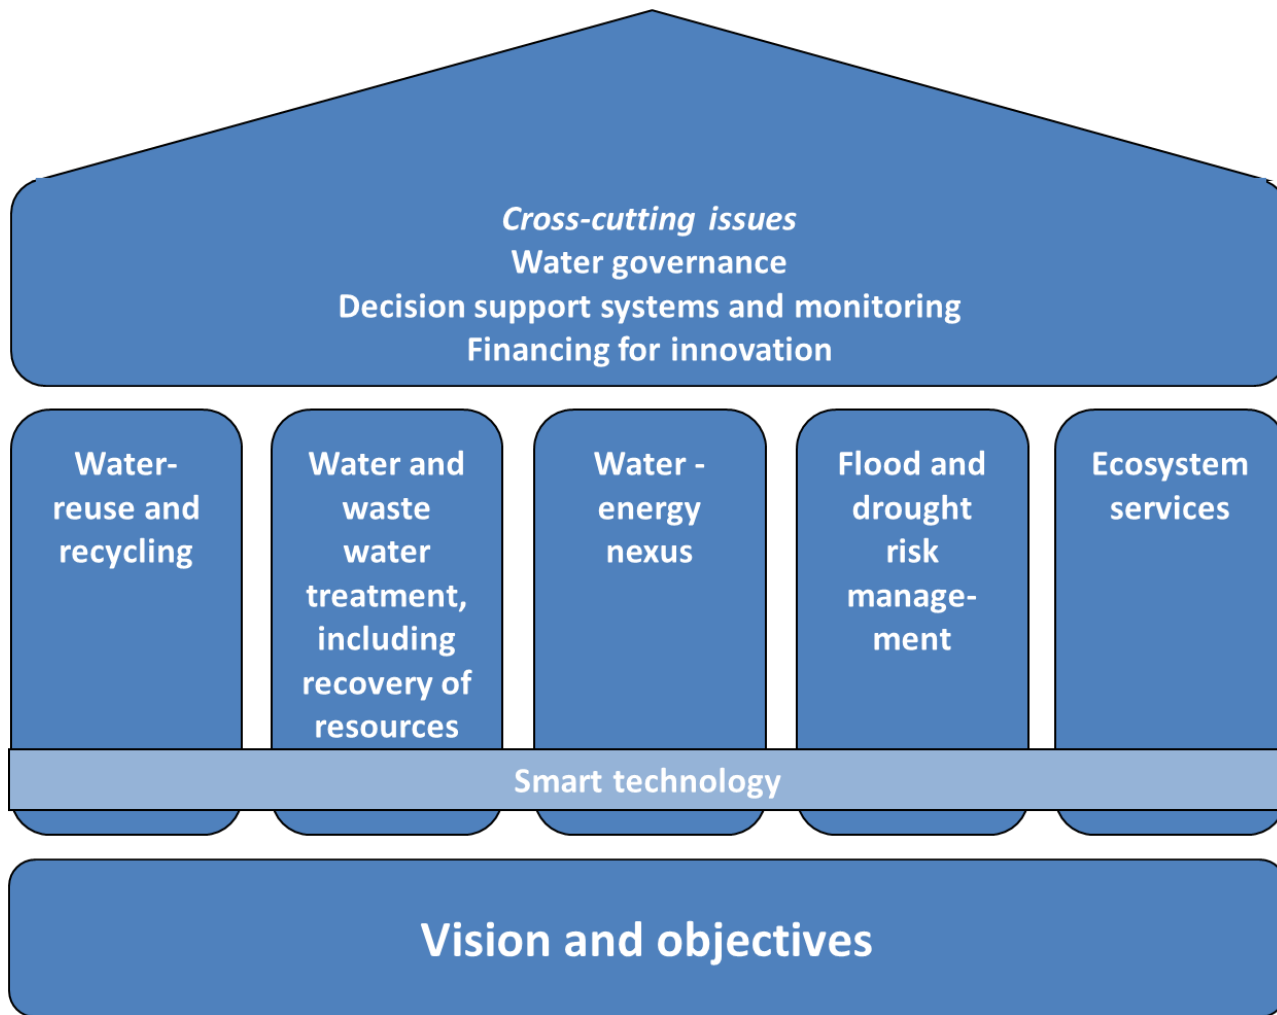 Cross-cutting issues
Water governance
Decision support systems and monitoring
Financing for innovation
Water-
reuse and
recycling
Water and
waste
water
treatment,
including
recovery of
resources
Water -
energy
nexus
Flood and
drought
risk
manage-
ment
Ecosystem
services
Smart technology
Vision and objectives